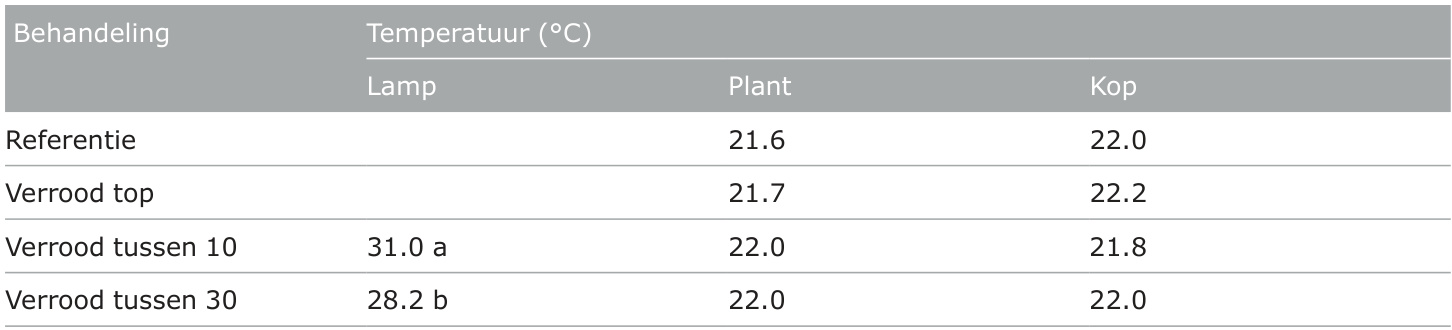 Behandeling Temperatuur (°C)
Lamp Plant Kop
Referentie 21.6 22.0
Verrood top 21.7 22.2
Verrood tussen 10 31.0 a 22.0 21.8
Verrood tussen 30 28.2 b 22.0 22.0